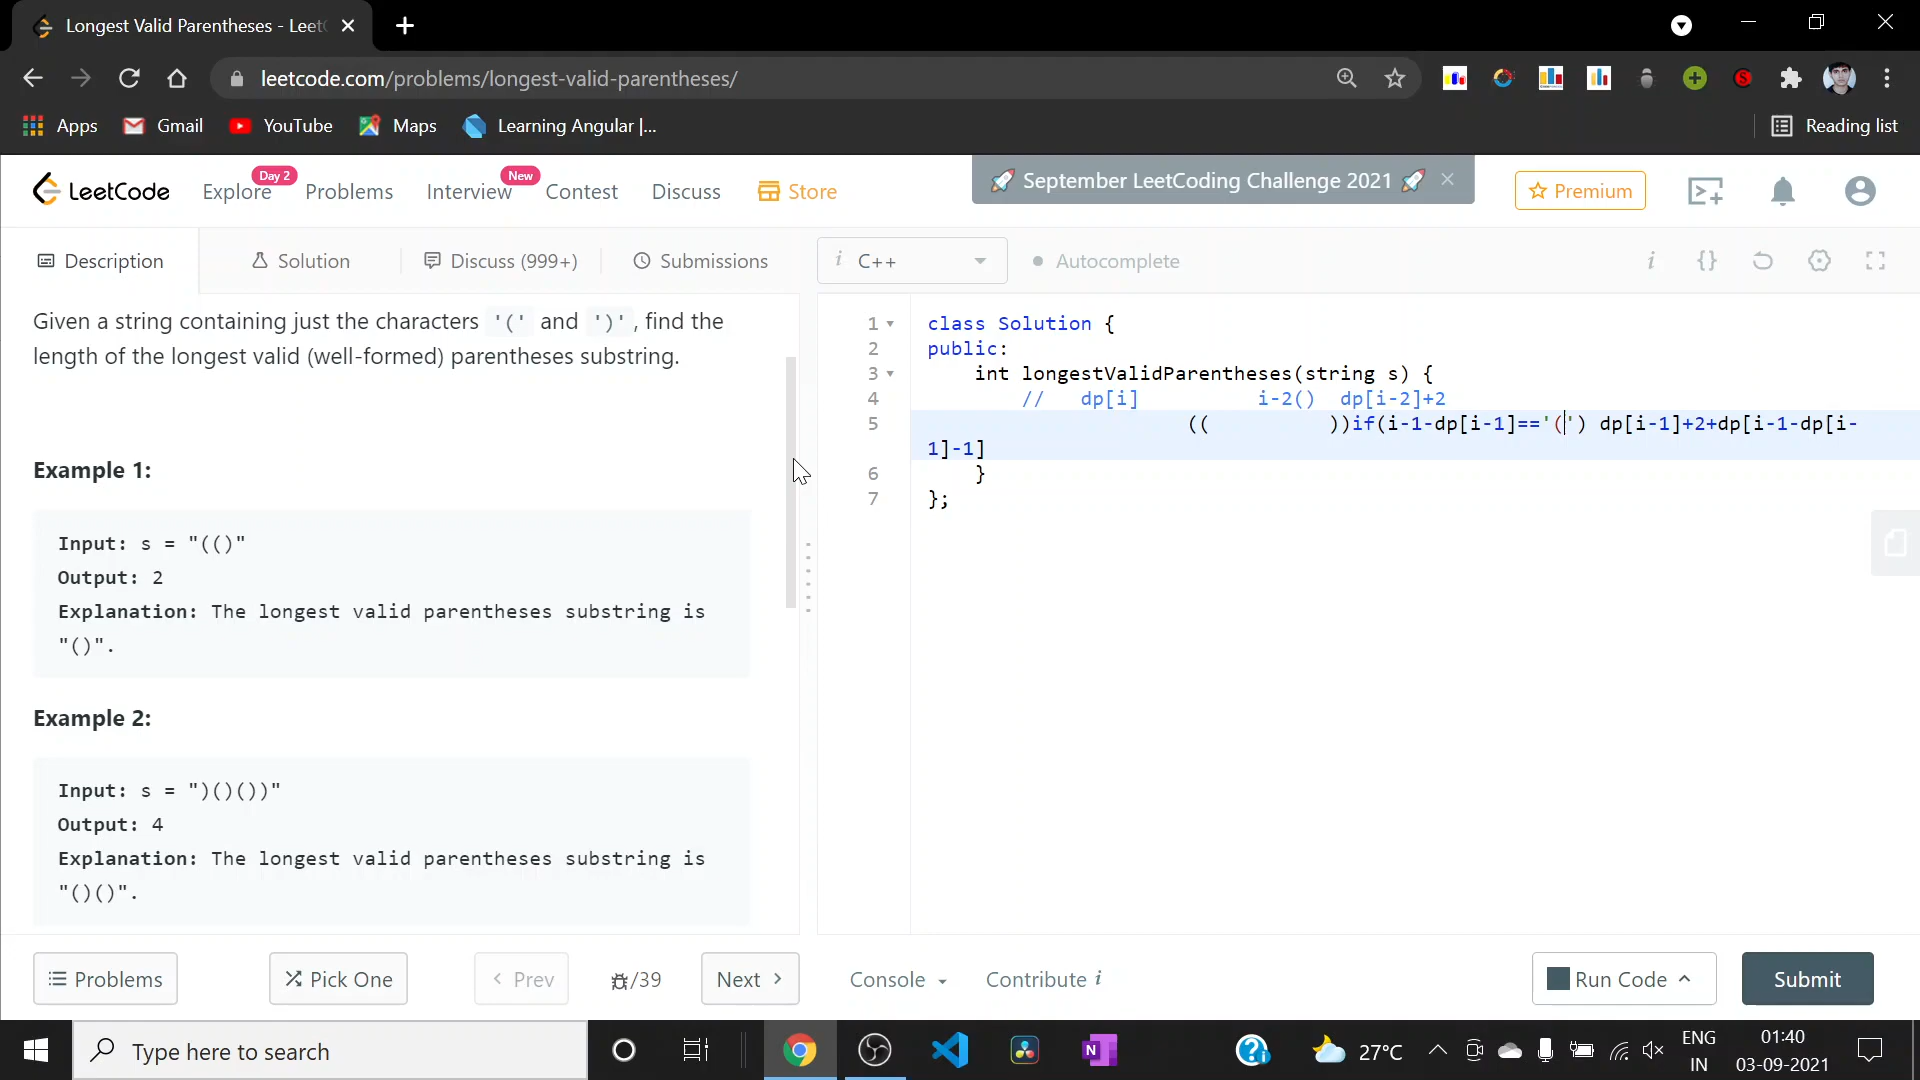 Longest Valid Parentheses - Leet
leetcode.com/problems/longest-valid-parentheses/
Apps
Gmail
YouTube
Maps
Learning Angular |...
Reading list
LeetCode
Explore
Day 2
Problems
Interview
New
Contest
Discuss
Store
🚀 September LeetCoding Challenge 2021 🚀
Premium
Description
Solution
Discuss (999+)
Submissions
i C++
Autocomplete
Given a string containing just the characters '(' and ')', find the
length of the longest valid (well-formed) parentheses substring.
Example 1:
Input: s = "(()"
Output: 2
Explanation: The longest valid parentheses substring is
"()".
Example 2:
Input: s = ")()())"
Output: 4
Explanation: The longest valid parentheses substring is
"()()".
1 class Solution {
2 public:
3 int longestValidParentheses(string s) {
4 // dp[i] i-2() dp[i-2]+2
5 (( ))if(i-1-dp[i-1]=='(') dp[i-1]+2+dp[i-1-dp[i-
1]-1]
6 }
7 };
Problems
Pick One
Prev
/39
Next
Console
Contribute i
Run Code
Submit
Type here to search
27°C
ENG
IN
01:40
03-09-2021